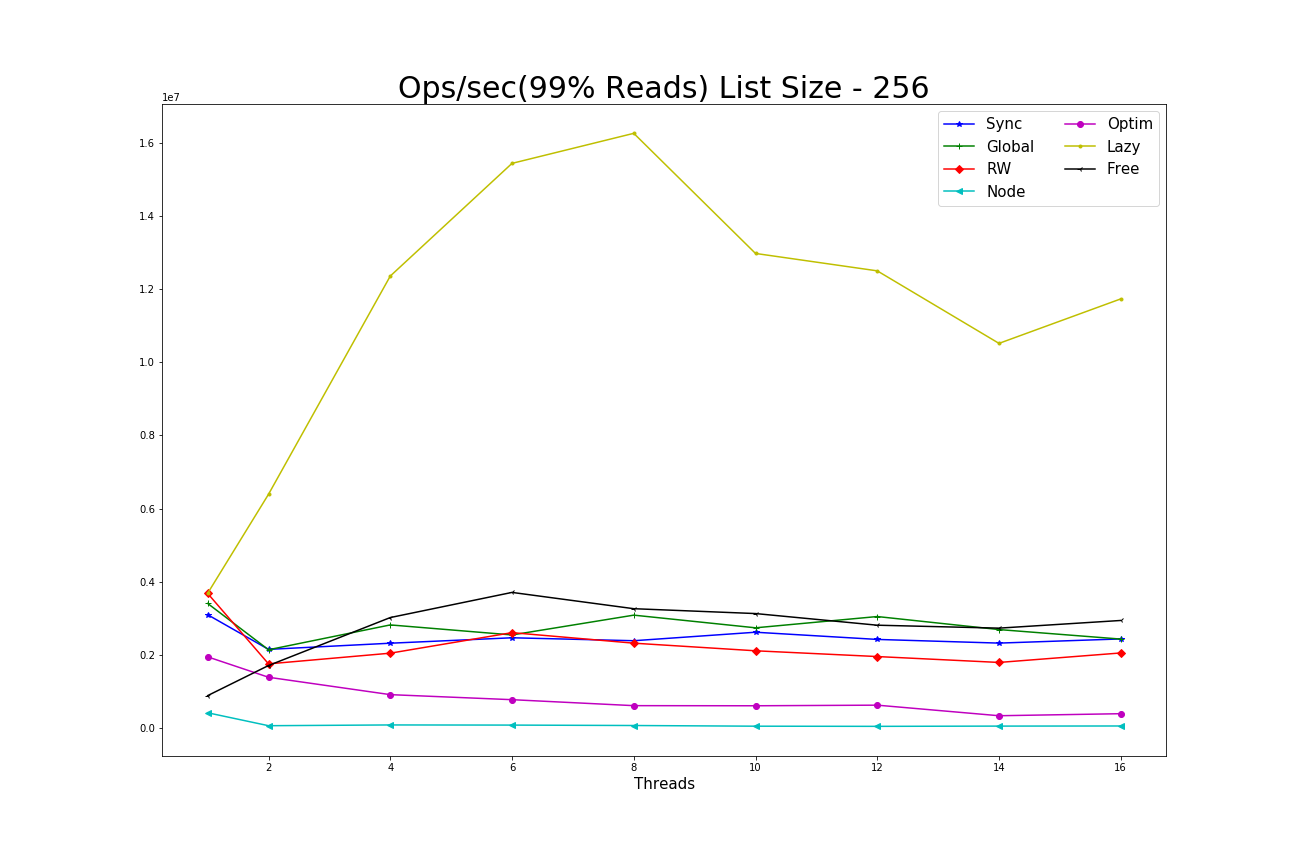 Ops/sec(99% Reads) List Size - 256
1e7
Sync
Global
RW
Node
Optim
Lazy
Free
1.6
1.4
1.2
1.0
0.8
0.6
0.4
0.2
0.0
2 4 6 8 10 12 14 16
Threads